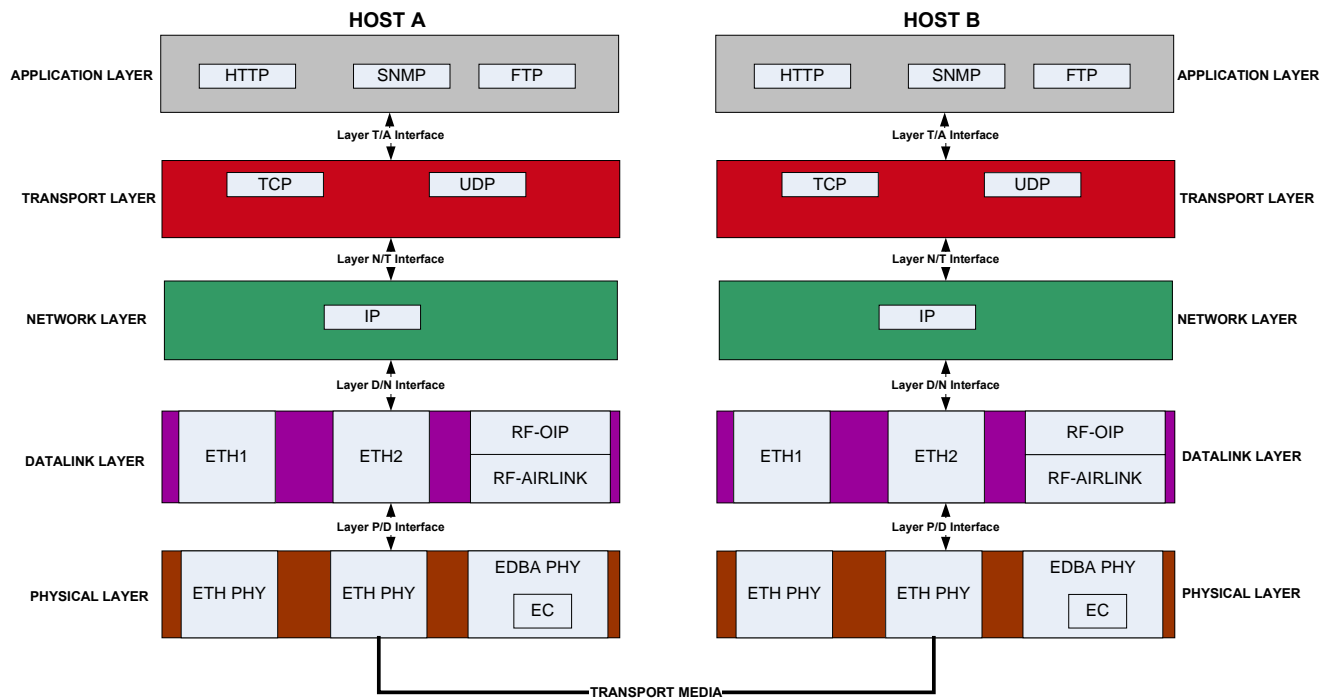 HOST A
HOST B
APPLICATION LAYER
HTTP
SNMP
FTP
HTTP
SNMP
FTP
APPLICATION LAYER
Layer T/A Interface
Layer T/A Interface
TRANSPORT LAYER
TCP
UDP
TCP
UDP
TRANSPORT LAYER
Layer N/T Interface
Layer N/T Interface
NETWORK LAYER
IP
IP
NETWORK LAYER
Layer D/N Interface
Layer D/N Interface
DATALINK LAYER
ETH1
ETH2
RF-OIP
RF-AIRLINK
ETH1
ETH2
RF-OIP
RF-AIRLINK
DATALINK LAYER
Layer P/D Interface
Layer P/D Interface
PHYSICAL LAYER
ETH PHY
ETH PHY
EDBA PHY
EC
ETH PHY
ETH PHY
EDBA PHY
EC
PHYSICAL LAYER
TRANSPORT MEDIA